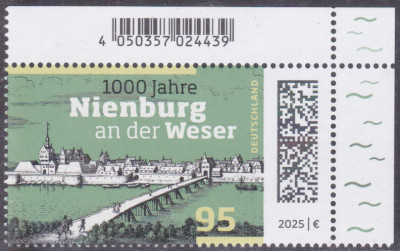 4 050357 024439
1000 Jahre
Nienburg
an der Weser
DEUTSCHLAND
95
2025 | €